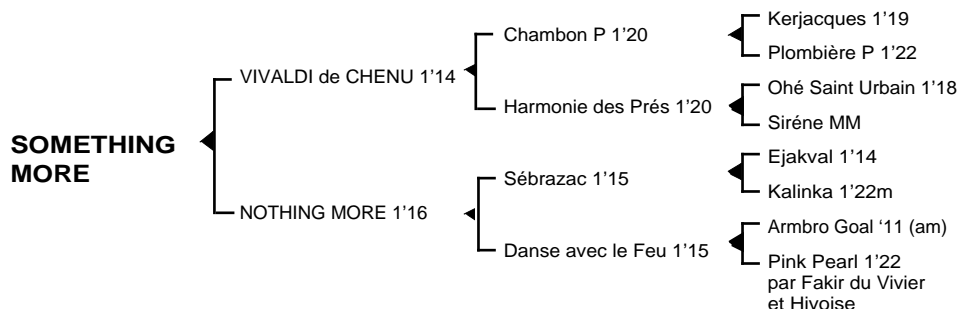 SOMETHING
MORE
VIVALDI de CHENU 1’14
NOTHING MORE 1’16
Chambon P 1’20
Harmonie des Prés 1’20
Sébrazac 1’15
Danse avec le Feu 1’15
Kerjacques 1’19
Plombière P 1’22
Ohé Saint Urbain 1’18
Siréne MM
Ejakval 1’14
Kalinka 1’22m
Armbro Goal ‘11 (am)
Pink Pearl 1’22
par Fakir du Vivier
et Hivoise